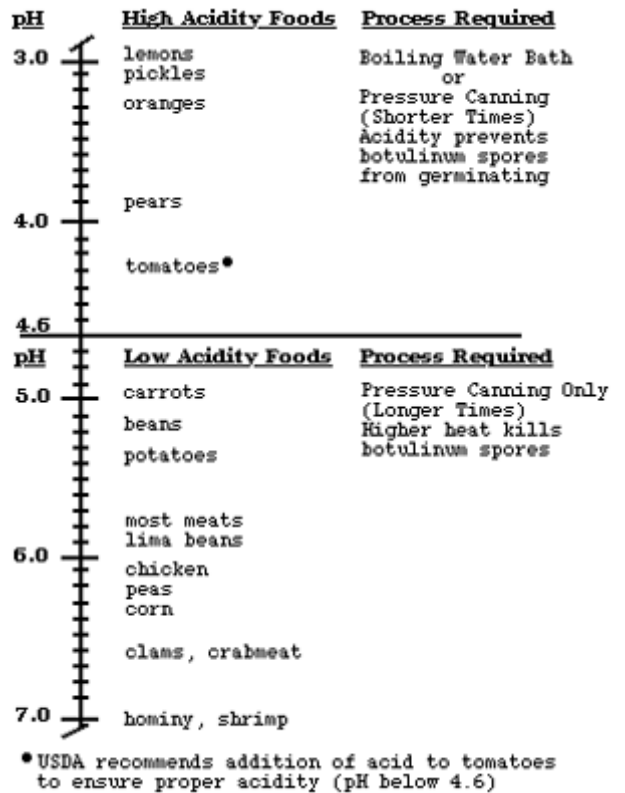 pH High Acidity Foods Process Required
3.0 lemons Boiling Water Bath
pickles or
oranges Pressure Canning
(Shorter Times)
Acidity prevents
botulinum spores
from germinating
pears
4.0
tomatoes●
4.6
pH Low Acidity Foods Process Required
5.0 carrots Pressure Canning Only
(Longer Times)
beans Higher heat kills
potatoes botulinum spores
most meats
lima beans
6.0
chicken
peas
corn
clams, crabmeat
7.0 hominy, shrimp
● USDA recommends addition of acid to tomatoes
to ensure proper acidity (pH below 4.6)